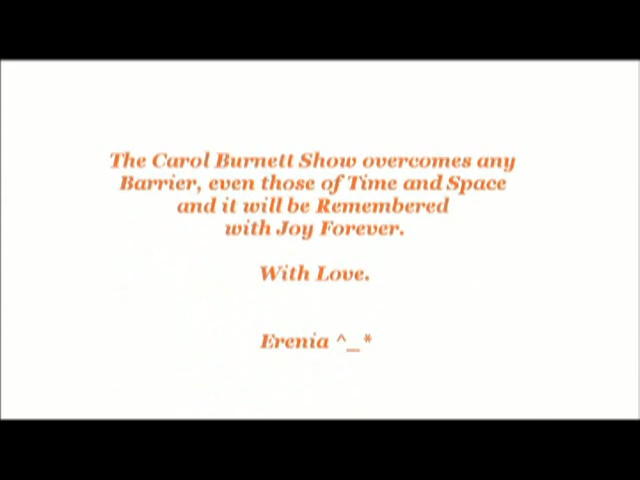 The Carol Burnett Show overcomes any
Barrier, even those of Time and Space
and it will be Remembered
with Joy Forever.
With Love.
Erenia ^_*